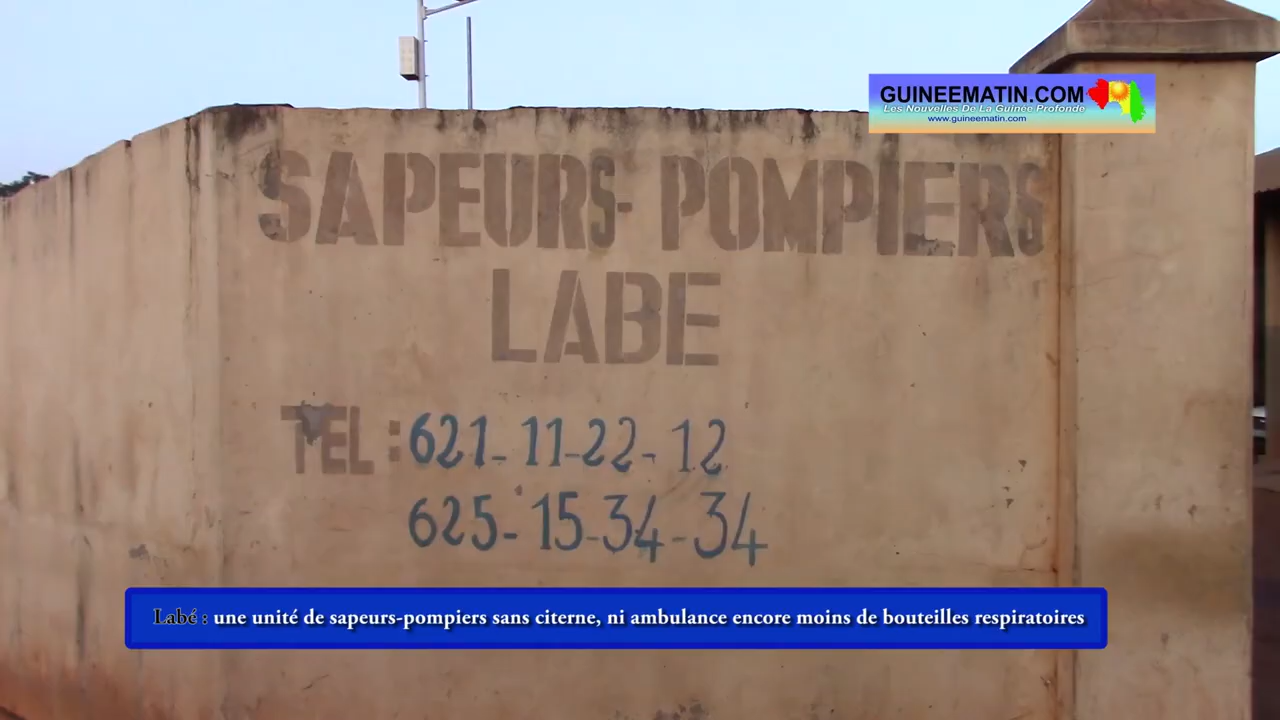 GUINEEMATIN.COM
Les Nouvelles De La Guinée Profonde
www.guineematin.com
SAPEURS-POMPIERS
LABE
TEL : 621-11-22-12
625-15-34-34
Labé : une unité de sapeurs-pompiers sans citerne, ni ambulance encore moins de bouteilles respiratoires